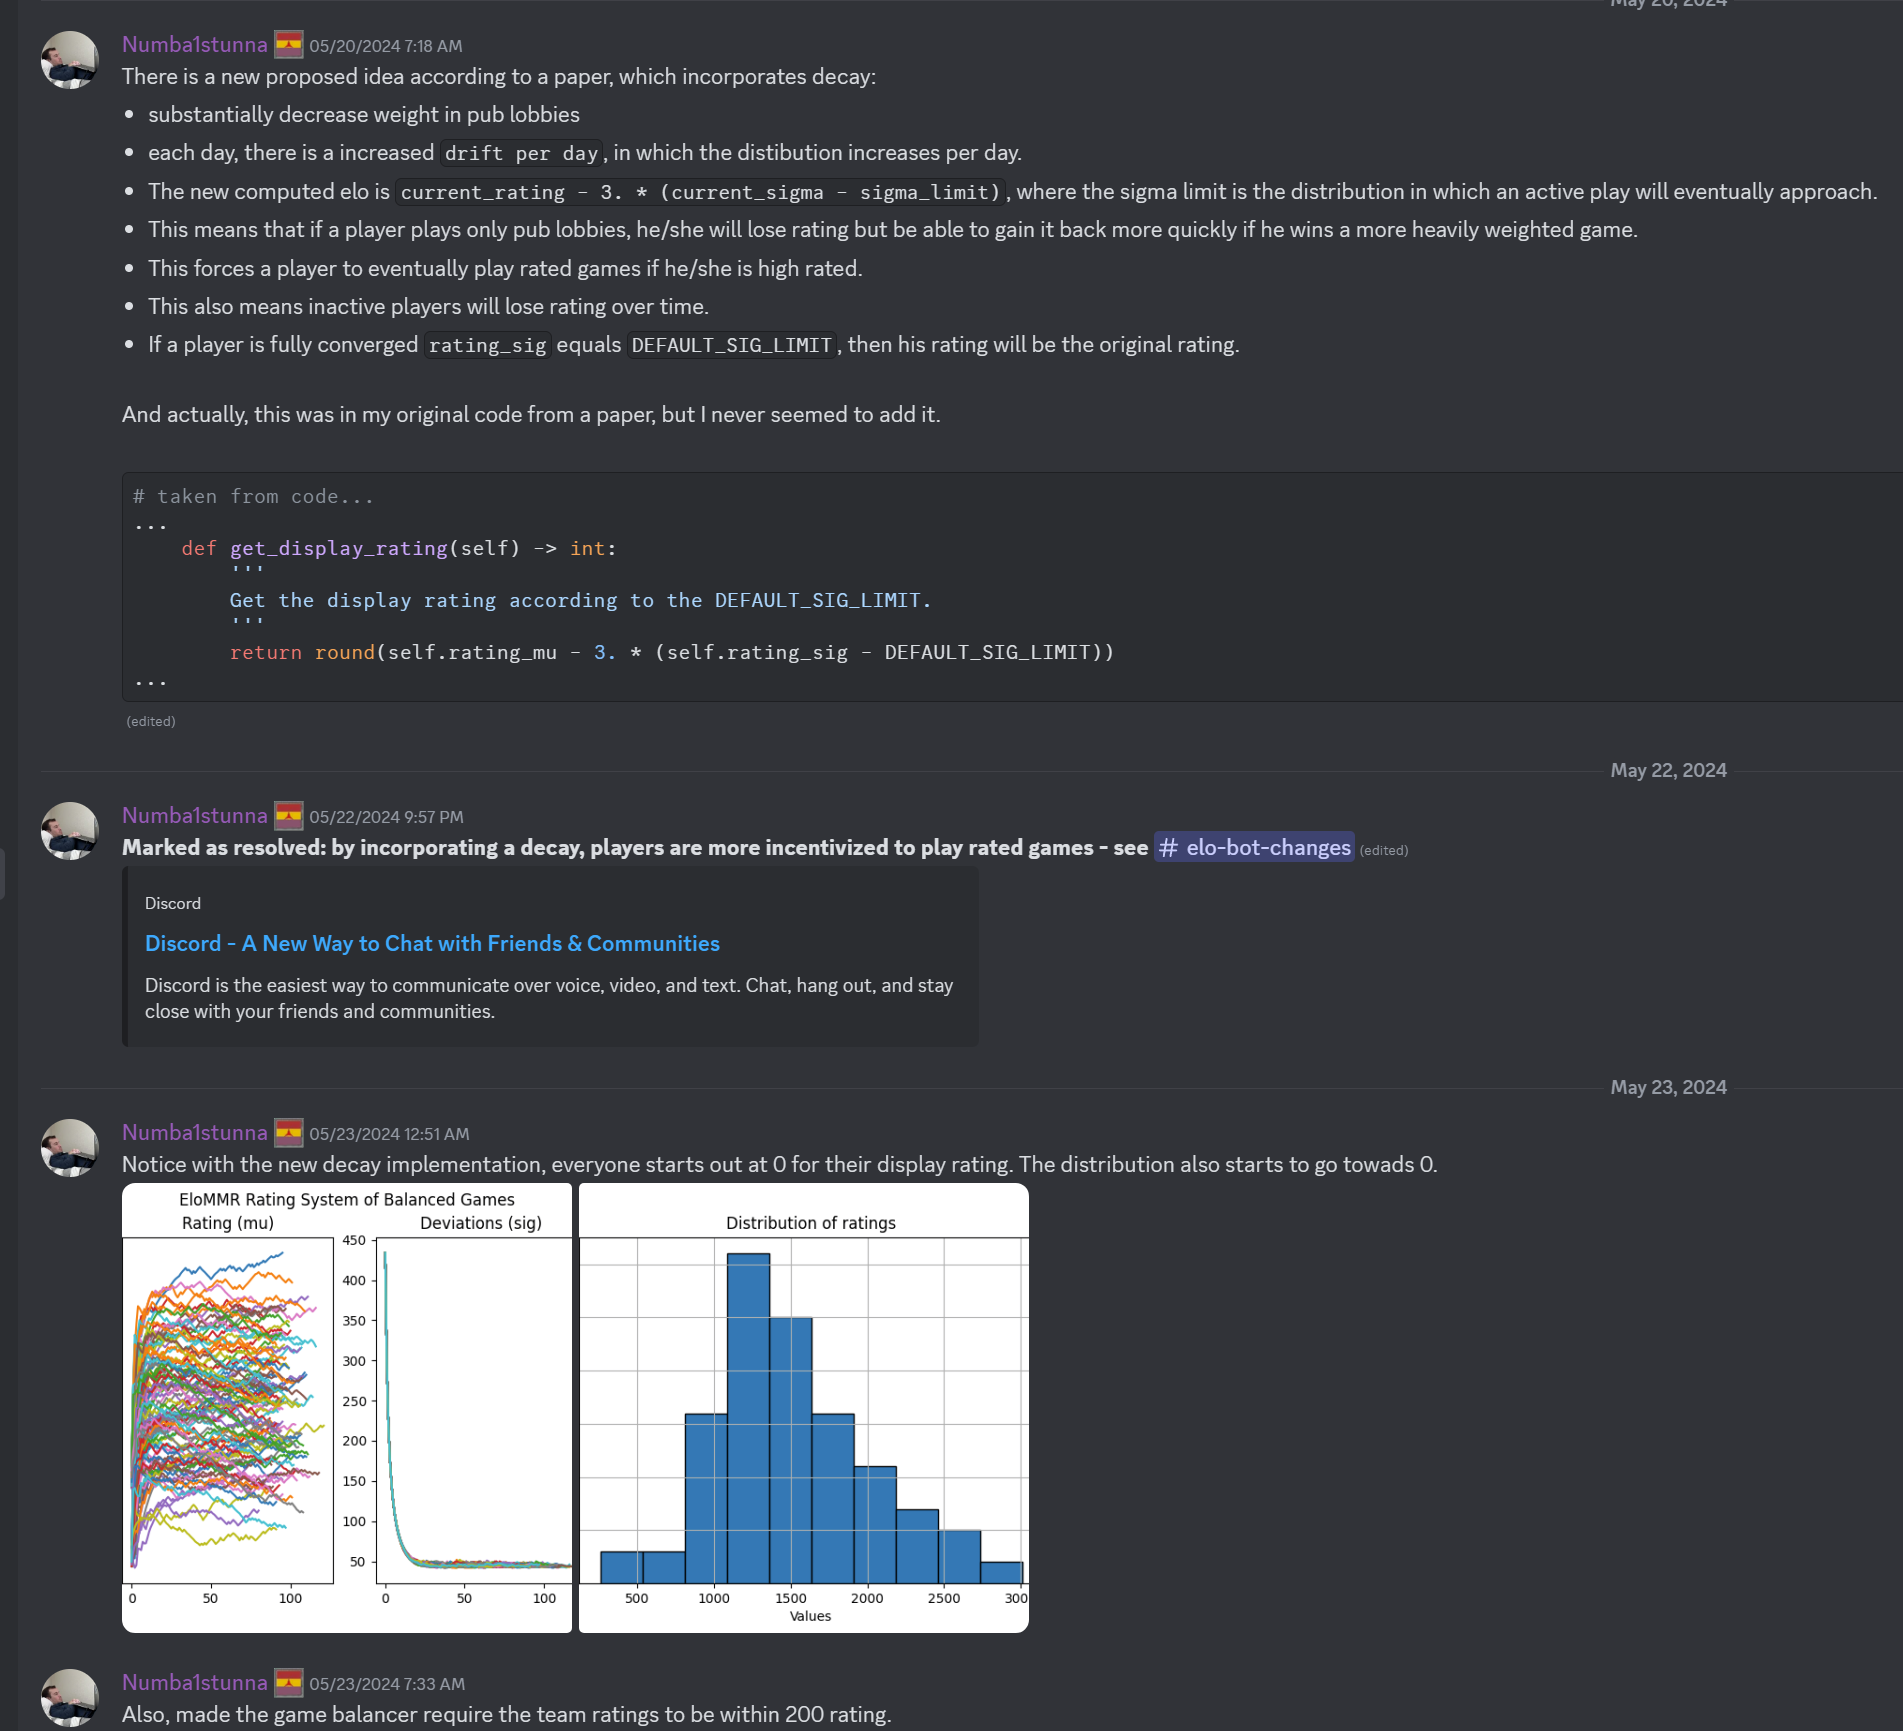 May 20, 2024
Numba1stunna 05/20/2024 7:18 AM
There is a new proposed idea according to a paper, which incorporates decay:
• substantially decrease weight in pub lobbies
• each day, there is a increased drift per day, in which the distibution increases per day.
• The new computed elo is current_rating - 3. * (current_sigma - sigma_limit), where the sigma limit is the distribution in which an active play will eventually approach.
• This means that if a player plays only pub lobbies, he/she will lose rating but be able to gain it back more quickly if he wins a more heavily weighted game.
• This forces a player to eventually play rated games if he/she is high rated.
• This also means inactive players will lose rating over time.
• If a player is fully converged rating_sig equals DEFAULT_SIG_LIMIT, then his rating will be the original rating.
And actually, this was in my original code from a paper, but I never seemed to add it.
# taken from code...
...
def get_display_rating(self) -> int:
'''
Get the display rating according to the DEFAULT_SIG_LIMIT.
'''
return round(self.rating_mu - 3. * (self.rating_sig - DEFAULT_SIG_LIMIT))
...
(edited)
May 22, 2024
Numba1stunna 05/22/2024 9:57 PM
Marked as resolved: by incorporating a decay, players are more incentivized to play rated games - see # elo-bot-changes (edited)
Discord
Discord - A New Way to Chat with Friends & Communities
Discord is the easiest way to communicate over voice, video, and text. Chat, hang out, and stay
close with your friends and communities.
May 23, 2024
Numba1stunna 05/23/2024 12:51 AM
Notice with the new decay implementation, everyone starts out at 0 for their display rating. The distribution also starts to go towads 0.
EloMMR Rating System of Balanced Games
Rating (mu)
Deviations (sig)
450
400
350
300
250
200
150
100
50
0 50 100
0 50 100
Distribution of ratings
500 1000 1500 2000 2500 300
Values
Numba1stunna 05/23/2024 7:33 AM
Also, made the game balancer require the team ratings to be within 200 rating.